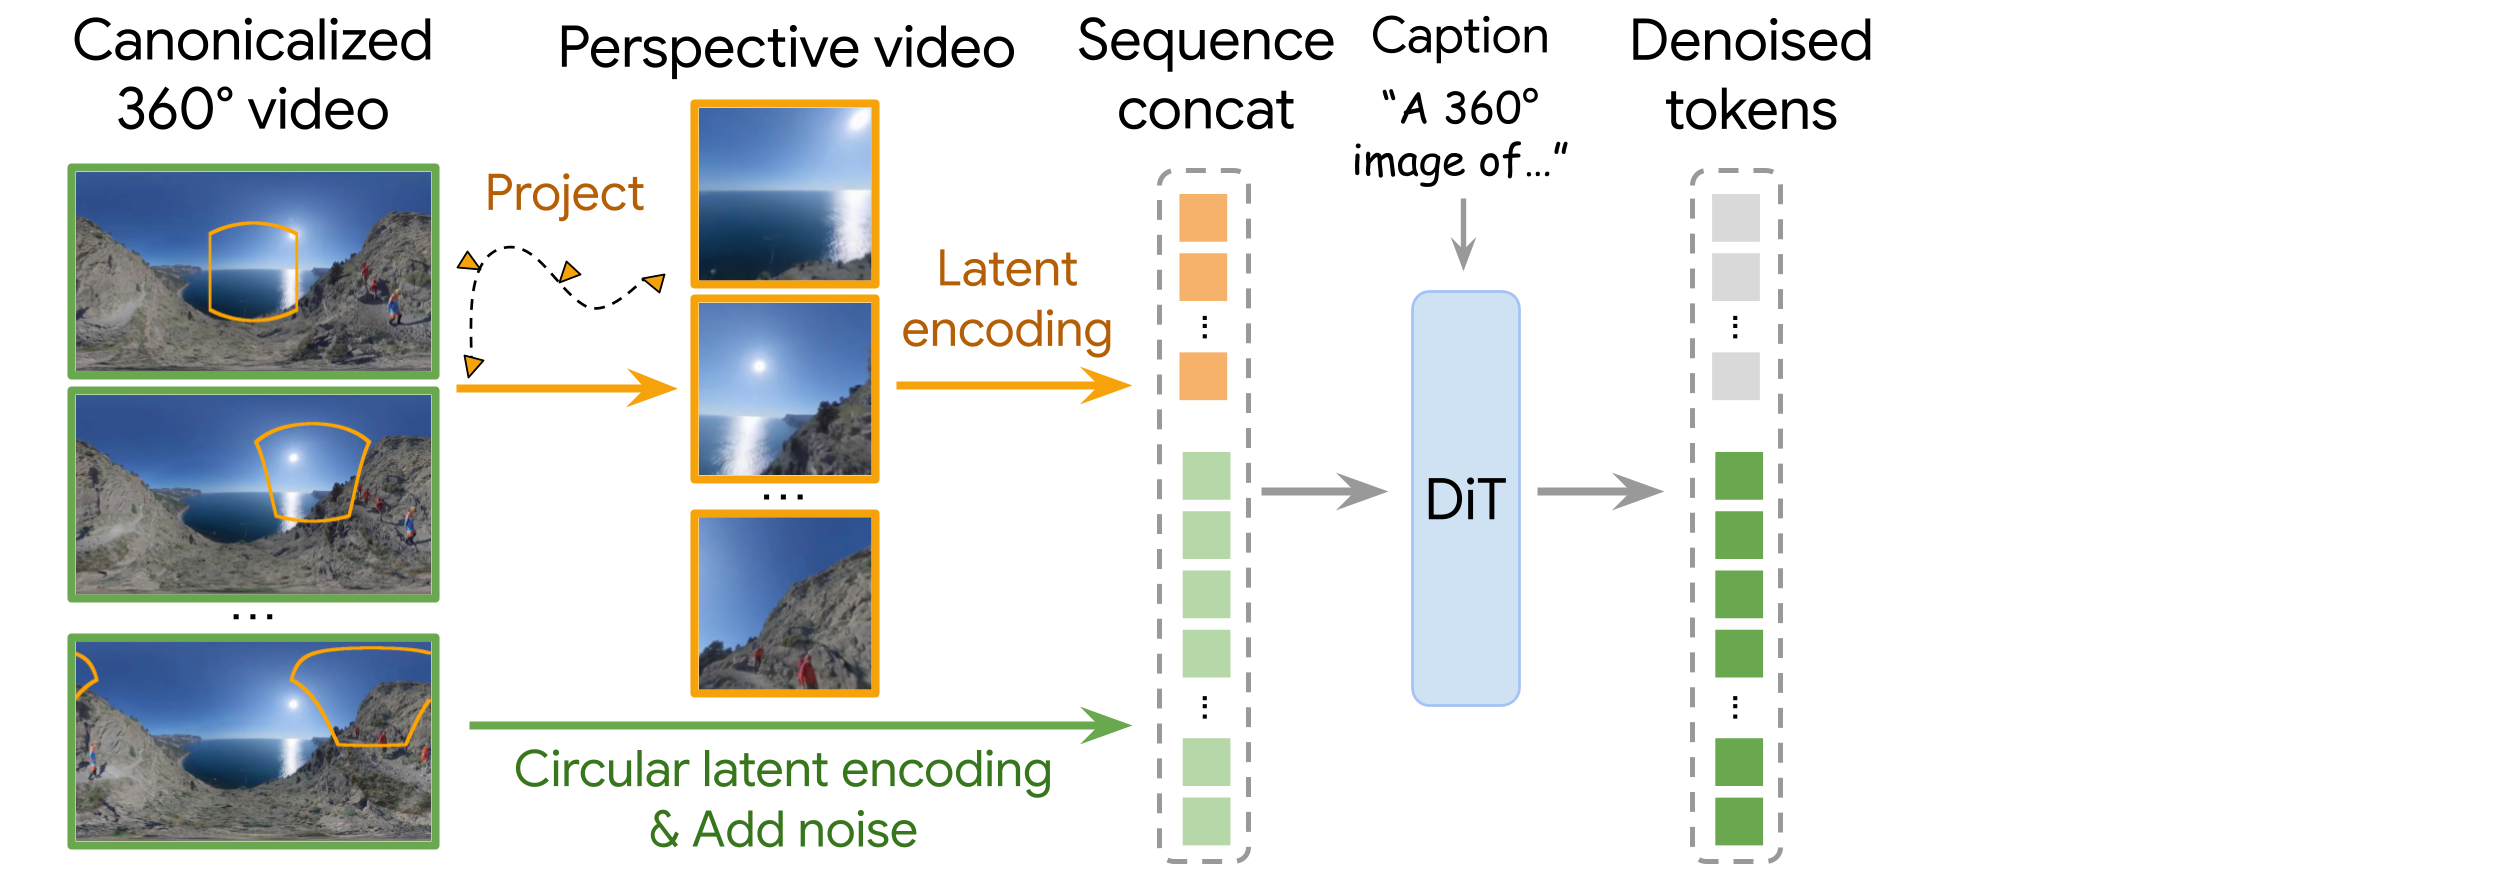 Canonicalized
360° video
Perspective video
Sequence
concat
Caption
“A 360°
image of...”
Denoised
tokens
Project
Latent
encoding
...
...
DiT
Circular latent encoding
& Add noise